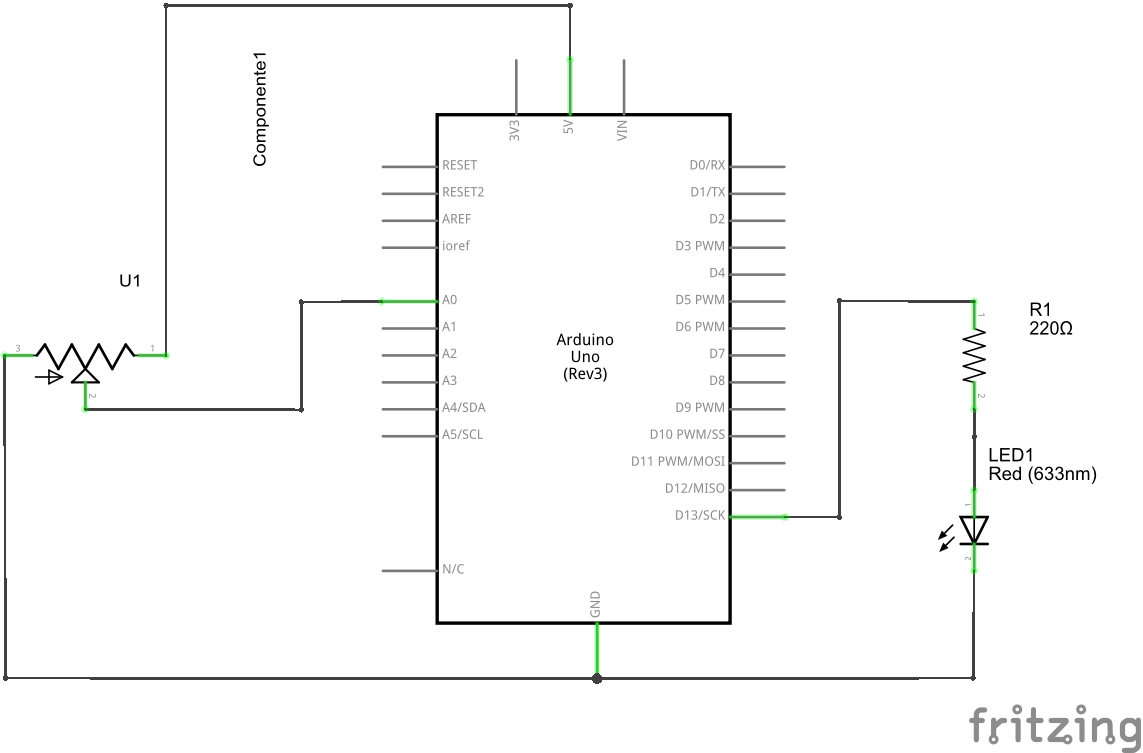 Componente1
3V3
5V
VIN
RESET
RESET2
AREF
ioref
A0
A1
A2
A3
A4/SDA
A5/SCL
N/C
D0/RX
D1/TX
D2
D3 PWM
D4
D5 PWM
D6 PWM
D7
D8
D9 PWM
D10 PWM/SS
D11 PWM/MOSI
D12/MISO
D13/SCK
GND
Arduino
Uno
(Rev3)
U1
3
1
2
R1
220Ω
1
2
LED1
Red (633nm)
1
2
fritzing